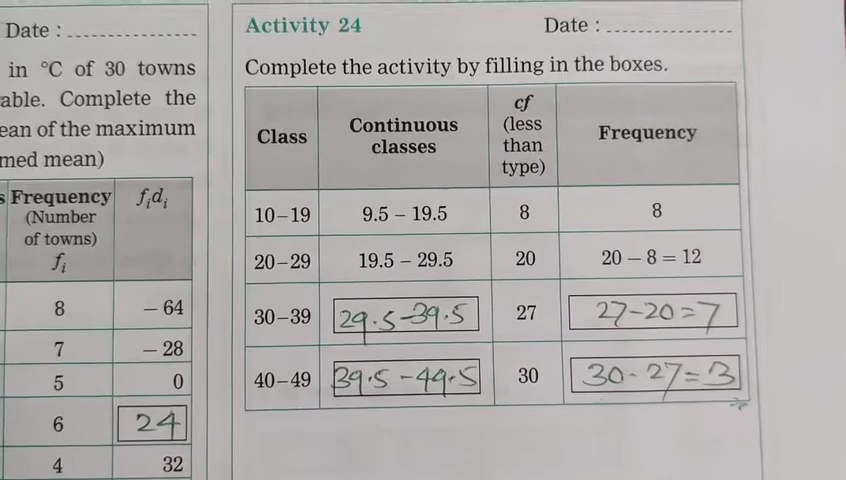 Date :
in °C of 30 towns
able. Complete the
ean of the maximum
med mean)
s Frequency (Number of towns) fi fidi
8 – 64
7 – 28
5 0
6 24
4 32
Activity 24 Date :
Complete the activity by filling in the boxes.
Class Continuous classes cf (less than type) Frequency
10–19 9.5 – 19.5 8 8
20–29 19.5 – 29.5 20 20 – 8 = 12
30–39 29.5-39.5 27 27-20=7
40–49 39.5-49.5 30 30-27=3